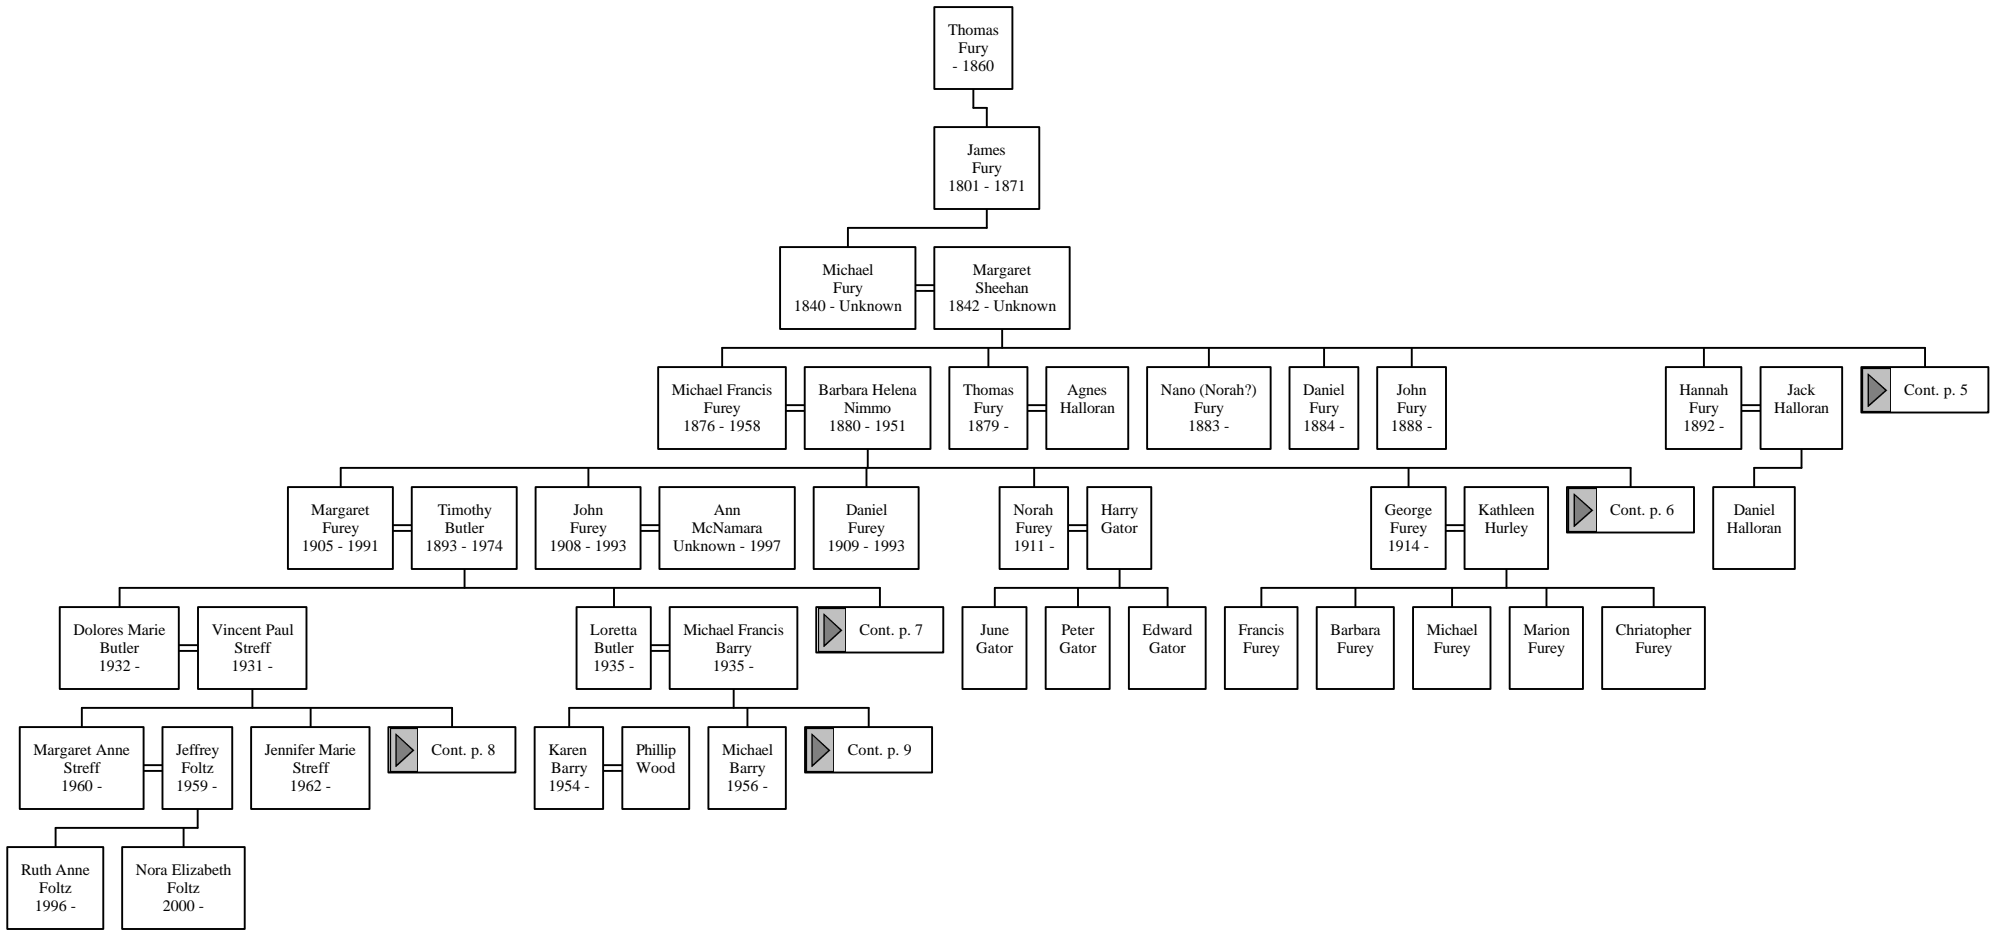 Thomas
Fury
- 1860
James
Fury
1801 - 1871
Michael
Fury
1840 - Unknown
Margaret
Sheehan
1842 - Unknown
Michael Francis
Furey
1876 - 1958
Barbara Helena
Nimmo
1880 - 1951
Thomas
Fury
1879 -
Agnes
Halloran
Nano (Norah?)
Fury
1883 -
Daniel
Fury
1884 -
John
Fury
1888 -
Hannah
Fury
1892 -
Jack
Halloran
Cont. p. 5
Margaret
Furey
1905 - 1991
Timothy
Butler
1893 - 1974
John
Furey
1908 - 1993
Ann
McNamara
Unknown - 1997
Daniel
Furey
1909 - 1993
Norah
Furey
1911 -
Harry
Gator
George
Furey
1914 -
Kathleen
Hurley
Cont. p. 6
Daniel
Halloran
Dolores Marie
Butler
1932 -
Vincent Paul
Streff
1931 -
Loretta
Butler
1935 -
Michael Francis
Barry
1935 -
Cont. p. 7
June
Gator
Peter
Gator
Edward
Gator
Francis
Furey
Barbara
Furey
Michael
Furey
Marion
Furey
Chriatopher
Furey
Margaret Anne
Streff
1960 -
Jeffrey
Foltz
1959 -
Jennifer Marie
Streff
1962 -
Cont. p. 8
Karen
Barry
1954 -
Phillip
Wood
Michael
Barry
1956 -
Cont. p. 9
Ruth Anne
Foltz
1996 -
Nora Elizabeth
Foltz
2000 -